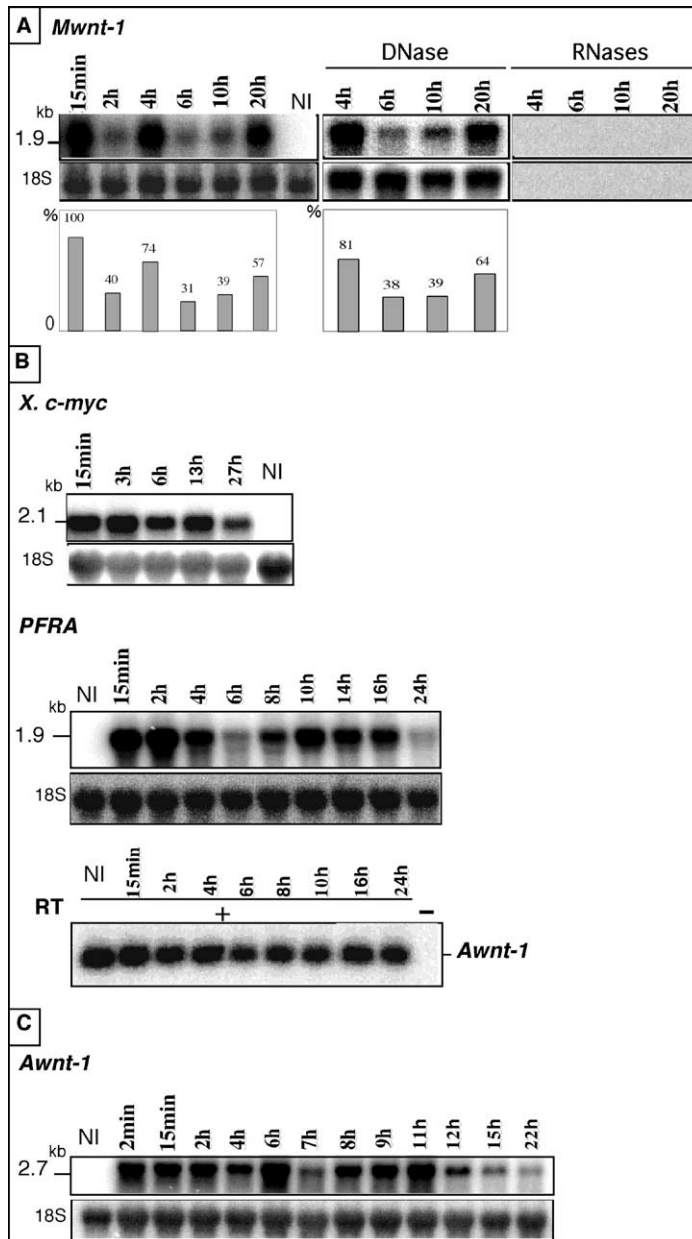 A Mwnt-1
DNase RNases
15min 2h 4h 6h 10h 20h NI 4h 6h 10h 20h 4h 6h 10h 20h
kb
1.9
18S
% 100 40 74 31 39 57 0
% 81 38 39 64
B
X. c-myc
15min 3h 6h 13h 27h NI
kb
2.1
18S
PFRA
NI 15min 2h 4h 6h 8h 10h 14h 16h 24h
1.9
18S
NI 15min 2h 4h 6h 8h 10h 16h 24h
RT + −
Awnt-1
C
Awnt-1
NI 2min 15min 2h 4h 6h 7h 8h 9h 11h 12h 15h 22h
kb
2.7
18S